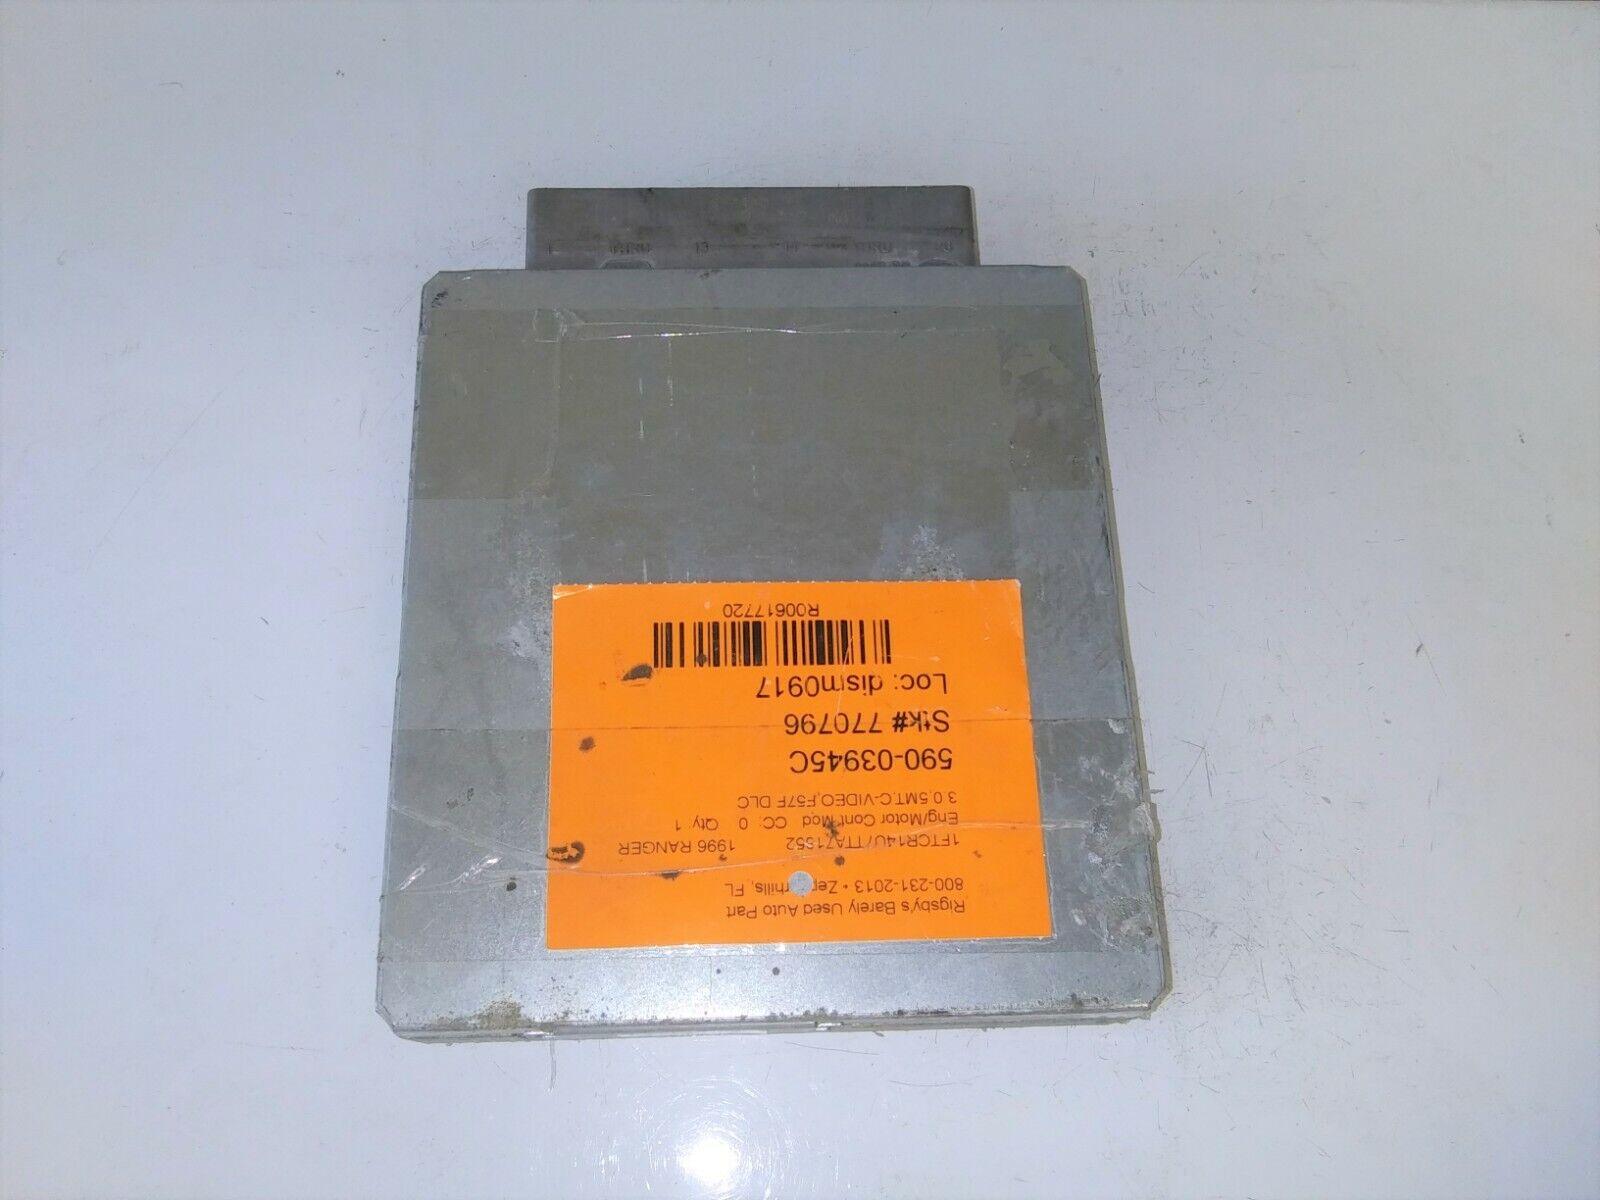 Rigsby's Barely Used Auto Part
800-231-2013 • Zephyrhills, FL
1996 RANGER
Eng/Motor Cont Mod CC: 0 Qty 1
3.0,5MT,C-VIDEO,F57F DLC
590-03945C
Stk# 770796
Loc: dism0917
R00617720